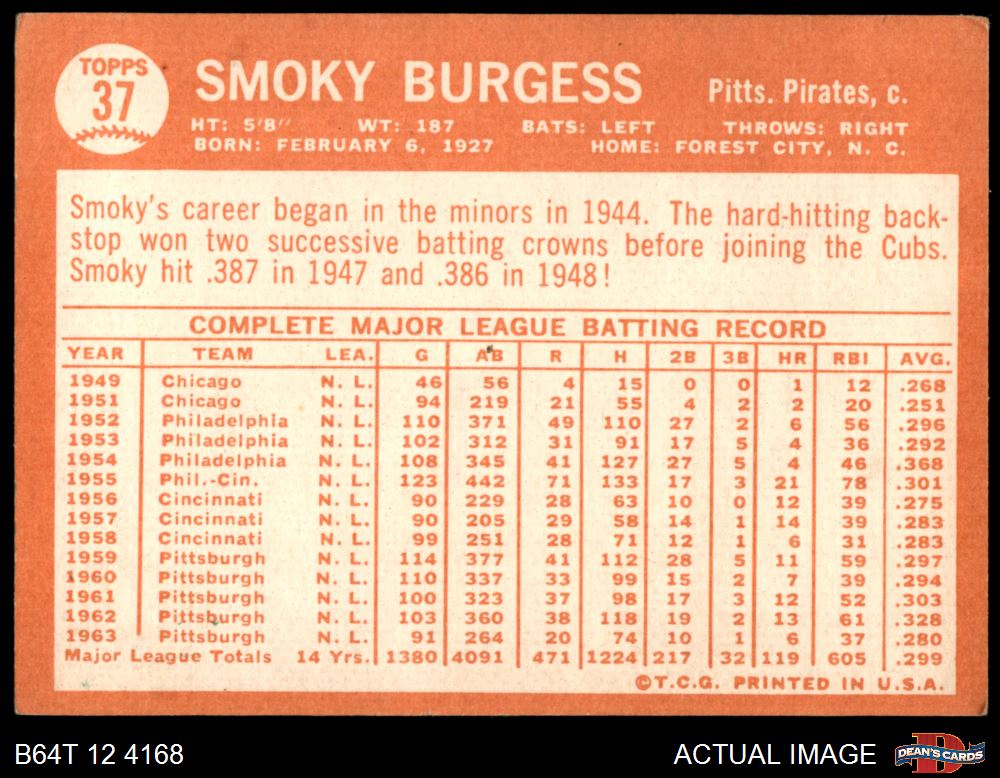 TOPPS
37
SMOKY BURGESS
Pitts. Pirates, c.
HT: 5'8" WT: 187 BATS: LEFT THROWS: RIGHT
BORN: FEBRUARY 6, 1927 HOME: FOREST CITY, N. C.
Smoky's career began in the minors in 1944. The hard-hitting back-
stop won two successive batting crowns before joining the Cubs.
Smoky hit .387 in 1947 and .386 in 1948!
COMPLETE MAJOR LEAGUE BATTING RECORD
YEAR TEAM LEA. G AB R H 2B 3B HR RBI AVG.
1949 Chicago N. L. 46 56 4 15 0 0 1 12 .268
1951 Chicago N. L. 94 219 21 55 4 2 2 20 .251
1952 Philadelphia N. L. 110 371 49 110 27 2 6 56 .296
1953 Philadelphia N. L. 102 312 31 91 17 5 4 36 .292
1954 Philadelphia N. L. 108 345 41 127 27 5 4 46 .368
1955 Phil.-Cin. N. L. 123 442 71 133 17 3 21 78 .301
1956 Cincinnati N. L. 90 229 28 63 10 0 12 39 .275
1957 Cincinnati N. L. 90 205 29 58 14 1 14 39 .283
1958 Cincinnati N. L. 99 251 28 71 12 1 6 31 .283
1959 Pittsburgh N. L. 114 377 41 112 28 5 11 59 .297
1960 Pittsburgh N. L. 110 337 33 99 15 2 7 39 .294
1961 Pittsburgh N. L. 100 323 37 98 17 3 12 52 .303
1962 Pittsburgh N. L. 103 360 38 118 19 2 13 61 .328
1963 Pittsburgh N. L. 91 264 20 74 10 1 6 37 .280
Major League Totals 14 Yrs. 1380 4091 471 1224 217 32 119 605 .299
©T.C.G. PRINTED IN U.S.A.
B64T 12 4168 ACTUAL IMAGE DEAN'S CARDS